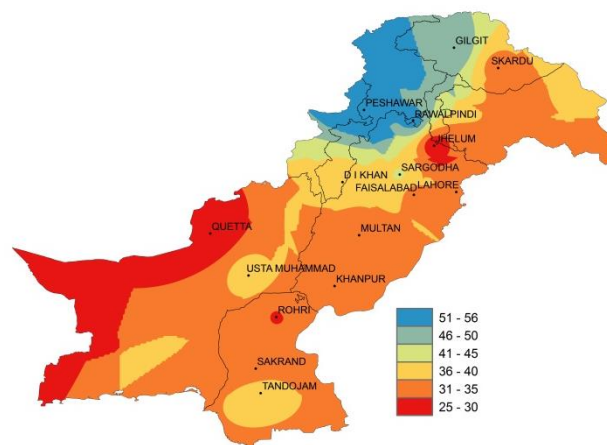 GILGIT
SKARDU
PESHAWAR
RAWALPINDI
JHELUM
SARGODHA
D I KHAN
FAISALABAD
LAHORE
QUETTA
MULTAN
USTA MUHAMMAD
KHANPUR
ROHRI
SAKRAND
TANDOJAM
51 - 56
46 - 50
41 - 45
36 - 40
31 - 35
25 - 30